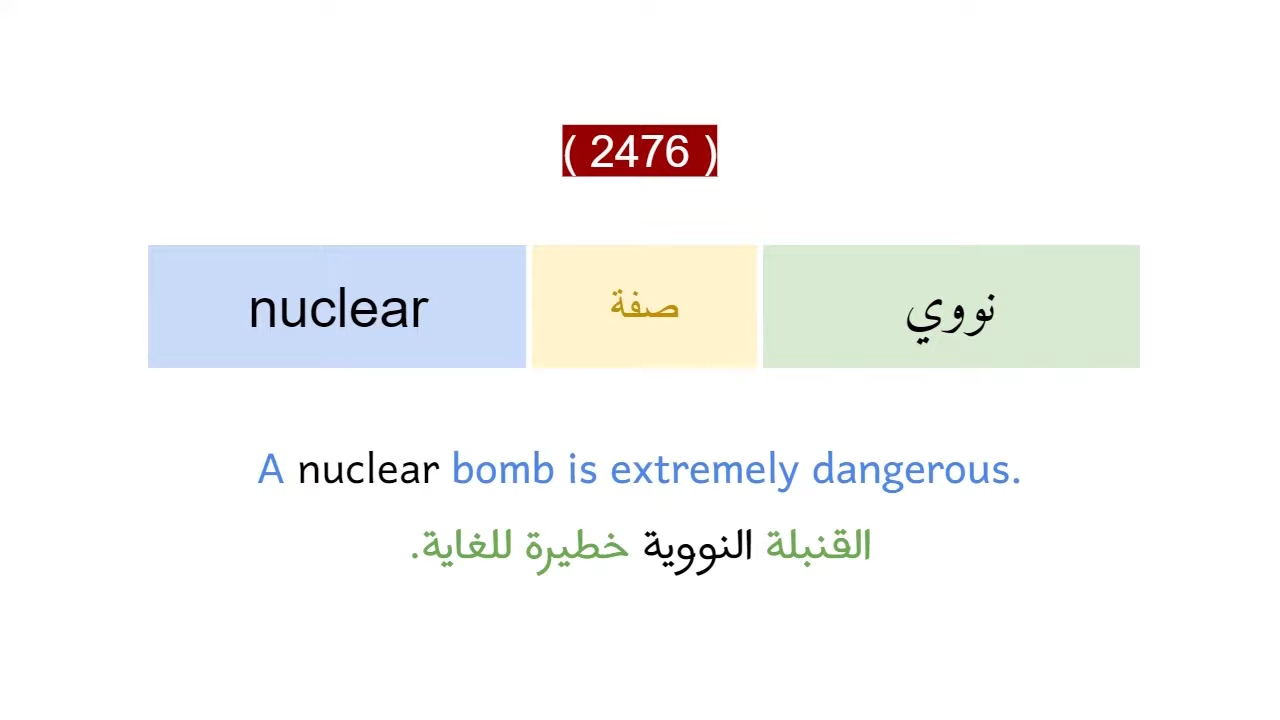 ( 2476 )
nuclear صفة نووي
A nuclear bomb is extremely dangerous.
القنبلة النووية خطيرة للغاية.